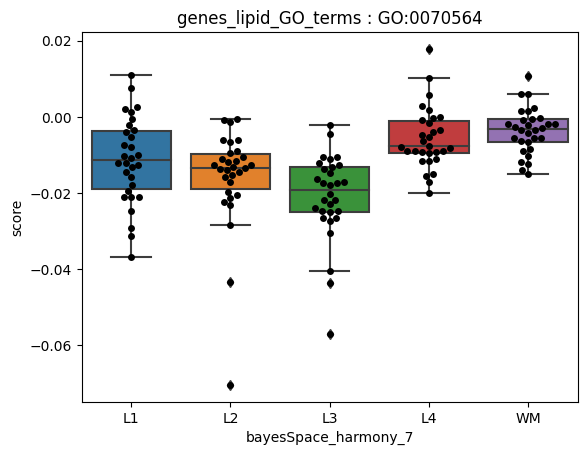 genes_lipid_GO_terms : GO:0070564
0.02
0.00
−0.02
−0.04
−0.06
score
L1 L2 L3 L4 WM
bayesSpace_harmony_7